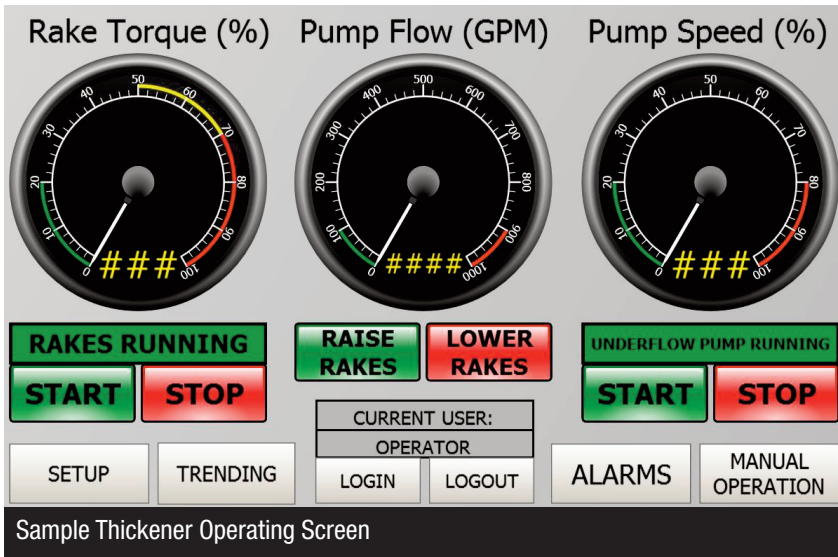 Rake Torque (%) Pump Flow (GPM) Pump Speed (%)
0 10 20 30 40 50 60 70 80 90 100
###
0 100 200 300 400 500 600 700 800 900 1000
####
0 10 20 30 40 50 60 70 80 90 100
###
RAKES RUNNING
START STOP
RAISE
RAKES
LOWER
RAKES
UNDERFLOW PUMP RUNNING
START STOP
CURRENT USER:
OPERATOR
SETUP TRENDING LOGIN LOGOUT ALARMS
MANUAL
OPERATION
Sample Thickener Operating Screen